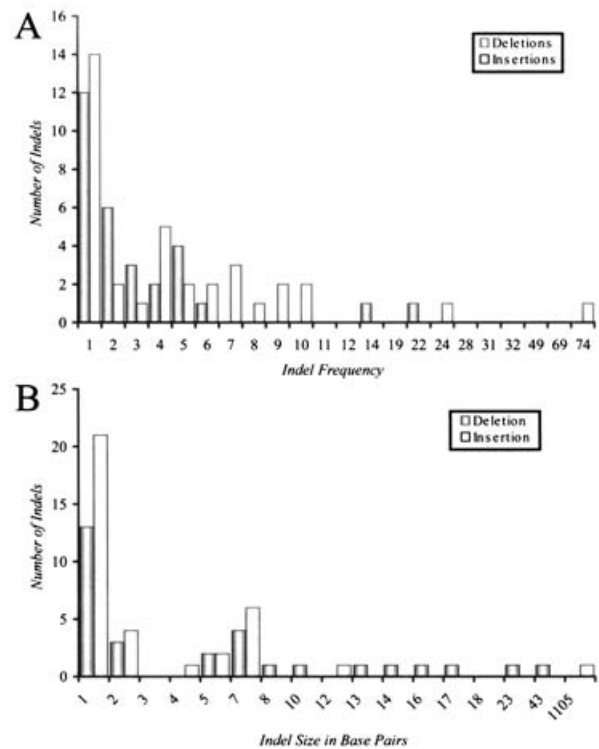 A
Number of Indels
16
14
12
10
8
6
4
2
0
Deletions
Insertions
1 2 3 4 5 6 7 8 9 10 11 12 14 19 22 24 28 31 32 49 69 74
Indel Frequency
B
Number of Indels
25
20
15
10
5
0
Deletion
Insertion
1 2 3 4 5 7 8 10 12 13 14 16 17 18 23 43 1105
Indel Size in Base Pairs